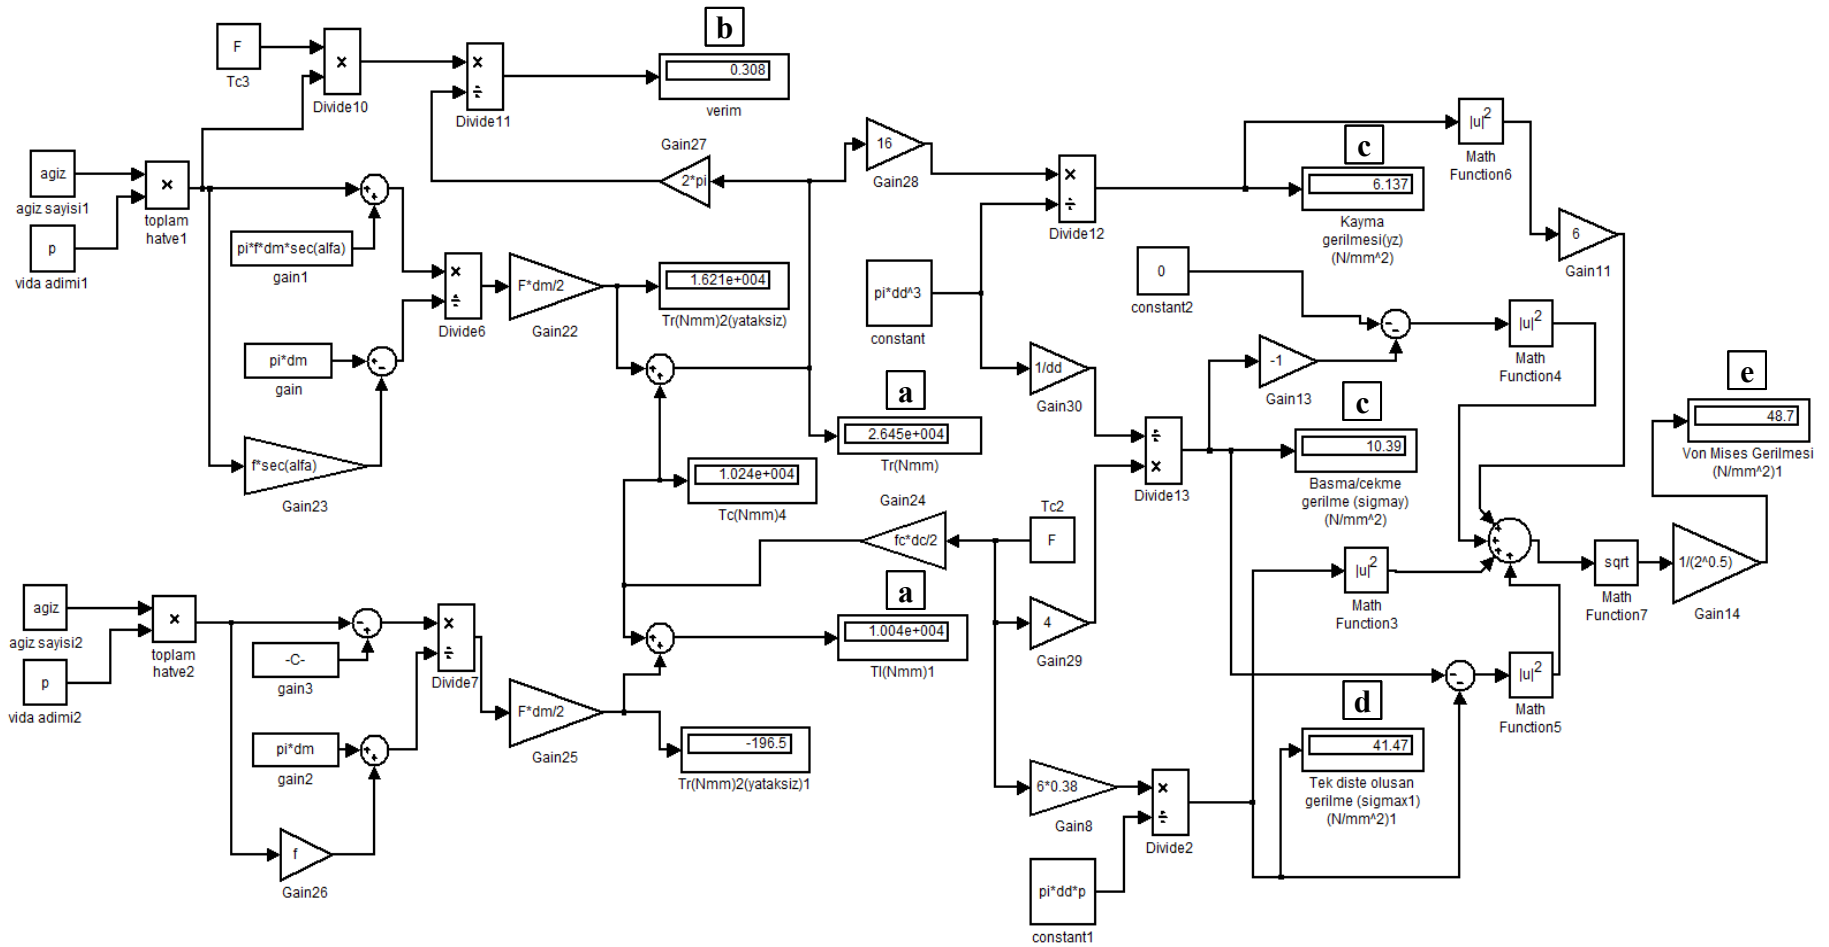 F
Tc3
×
Divide10
×
÷
Divide11
b
0.308
verim
agiz
agiz sayisi1
p
vida adimi1
×
toplam
hatve1
pi*f*dm*sec(alfa)
gain1
pi*dm
gain
f*sec(alfa)
Gain23
×
÷
Divide6
F*dm/2
Gain22
1.621e+004
Tr(Nmm)2(yataksiz)
Gain27
2*pi
16
Gain28
a
2.645e+004
Tr(Nmm)
1.024e+004
Tc(Nmm)4
Gain24
fc*dc/2
Tc2
F
a
1.004e+004
Tl(Nmm)1
agiz
agiz sayisi2
p
vida adimi2
×
toplam
hatve2
-C-
gain3
pi*dm
gain2
f
Gain26
×
÷
Divide7
F*dm/2
Gain25
-196.5
Tr(Nmm)2(yataksiz)1
×
÷
Divide12
pi*dd^3
constant
1/dd
Gain30
÷
×
Divide13
4
Gain29
6*0.38
Gain8
×
÷
Divide2
pi*dd*p
constant1
c
6.137
Kayma
gerilmesi(yz)
(N/mm^2)
0
constant2
-1
Gain13
c
10.39
Basma/cekme
gerilme (sigmay)
(N/mm^2)
|u|2
Math
Function6
6
Gain11
|u|2
Math
Function4
|u|2
Math
Function3
|u|2
Math
Function5
d
41.47
Tek diste olusan
gerilme (sigmax1)
(N/mm^2)1
sqrt
Math
Function7
1/(2^0.5)
Gain14
e
48.7
Von Mises Gerilmesi
(N/mm^2)1